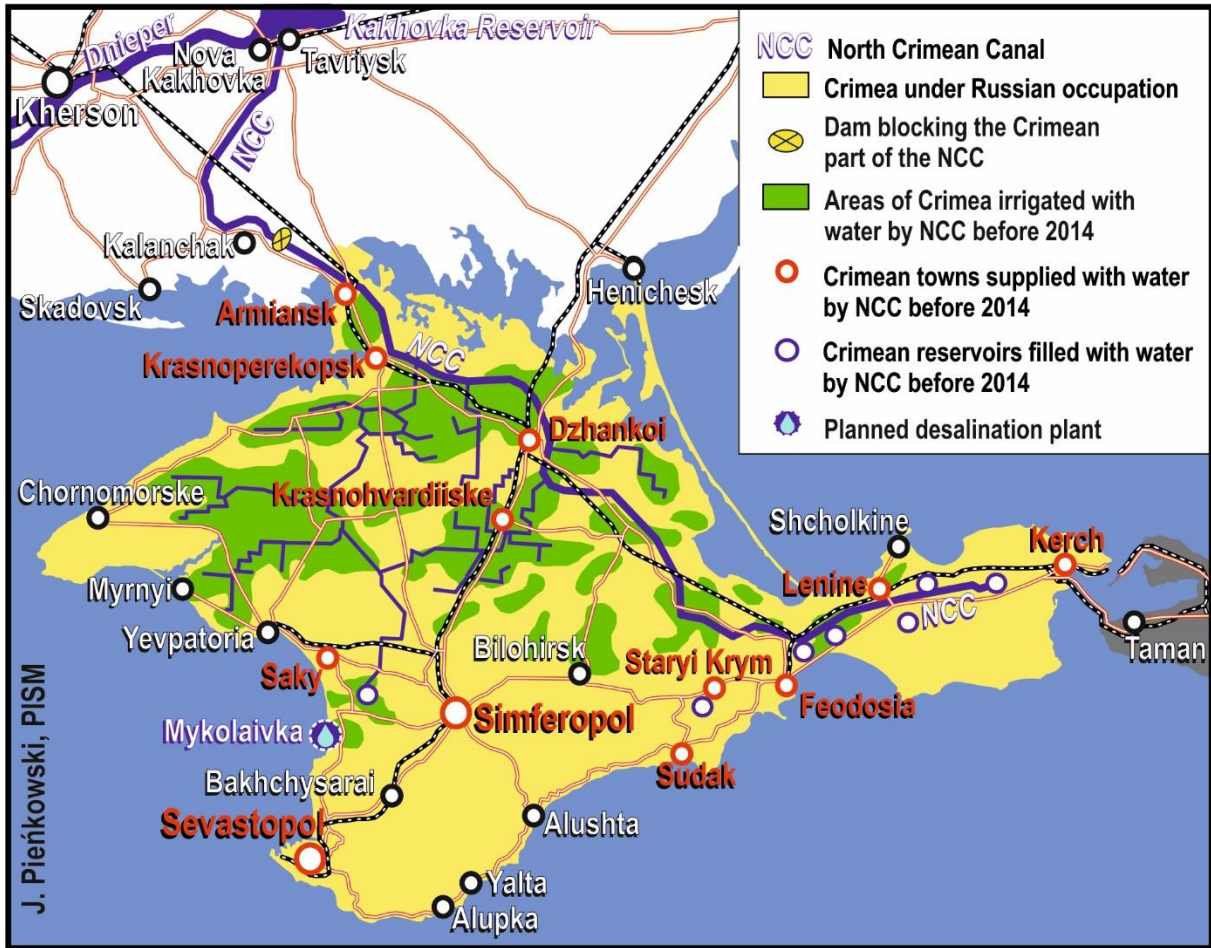 Dnieper
Kakhovka Reservoir
Nova
Kakhovka
Tavriysk
Kherson
NCC
Kalanchak
Skadovsk
Henichesk
Armiansk
Krasnoperekopsk
NCC
Dzhankoi
Chornomorske
Krasnohvardiiske
Shcholkine
Kerch
Myrnyi
Lenine
NCC
Yevpatoria
Bilohirsk
Taman
Saky
Staryi Krym
Feodosia
Simferopol
Mykolaivka
Sudak
Bakhchysarai
Sevastopol
Alushta
Yalta
Alupka
NCC North Crimean Canal
Crimea under Russian occupation
Dam blocking the Crimean
part of the NCC
Areas of Crimea irrigated with
water by NCC before 2014
Crimean towns supplied with water
by NCC before 2014
Crimean reservoirs filled with water
by NCC before 2014
Planned desalination plant
J. Pieńkowski, PISM